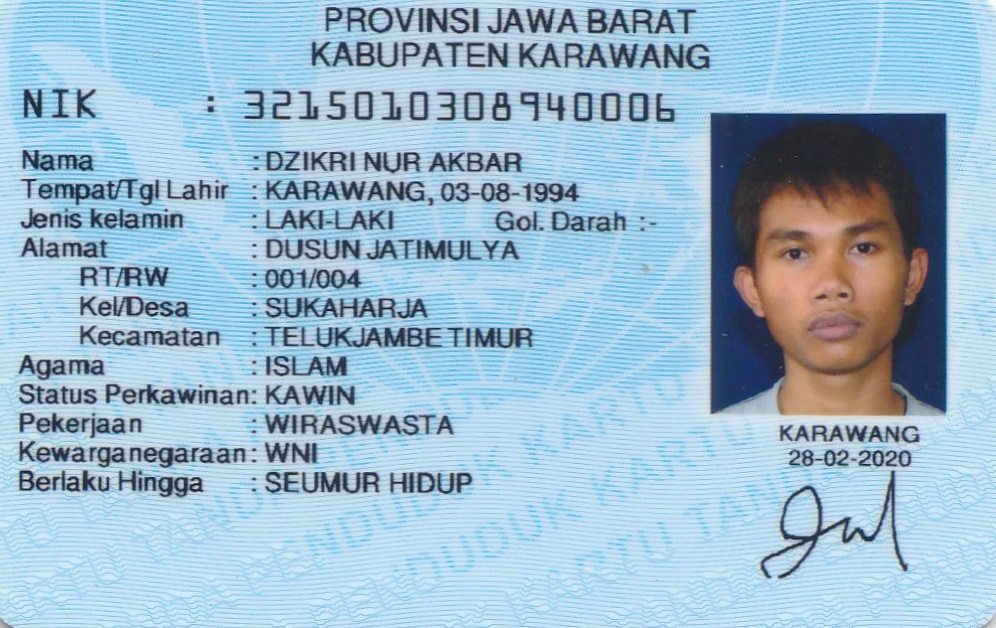 PROVINSI JAWA BARAT
KABUPATEN KARAWANG
NIK : 3215010308940006
Nama : DZIKRI NUR AKBAR
Tempat/Tgl Lahir : KARAWANG, 03-08-1994
Jenis kelamin : LAKI-LAKI Gol. Darah :-
Alamat : DUSUN JATIMULYA
RT/RW : 001/004
Kel/Desa : SUKAHARJA
Kecamatan : TELUKJAMBE TIMUR
Agama : ISLAM
Status Perkawinan: KAWIN
Pekerjaan : WIRASWASTA
Kewarganegaraan: WNI
Berlaku Hingga : SEUMUR HIDUP
KARAWANG
28-02-2020